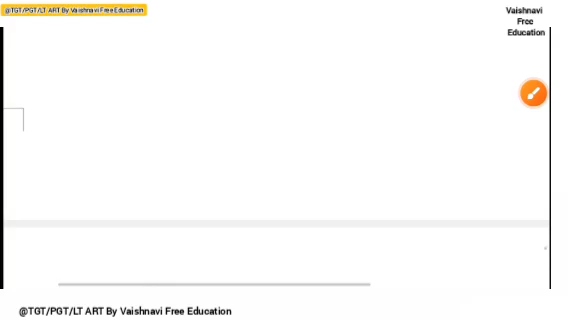 @TGT/PGT/LT ART By Vaishnavi Free Education
Vaishnavi
Free
Education
@TGT/PGT/LT ART By Vaishnavi Free Education